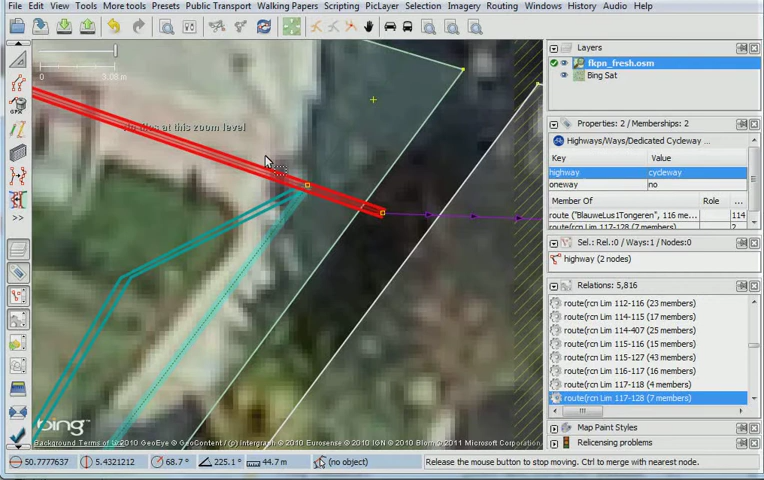 File Edit View Tools More tools Presets Public Transport Walking Papers Scripting PicLayer Selection Imagery Routing Windows History Audio Help
0 3.08 m
No tiles at this zoom level
>>
bing
Background Terms of Us 2010 GeoEye © GeoContent / (p) Intergraph © 2010 Eurosense © 2010 IGN © 2010 Blom © 2011 Microsoft Corporation
Layers
fkpn_fresh.osm
Bing Sat
Properties: 2 / Memberships: 2
Highways/Ways/Dedicated Cycleway ...
Key Value
highway cycleway
oneway no
Member Of Role ...
route ("BlauweLus1Tongeren", 116 me... 114
route(rcn Lim 117-128 (7 memb... 2
Sel.: Rel.:0 / Ways:1 / Nodes:0
highway (2 nodes)
Relations: 5,816
route(rcn Lim 112-116 (23 members)
route(rcn Lim 114-115 (17 members)
route(rcn Lim 114-407 (25 members)
route(rcn Lim 115-116 (15 members)
route(rcn Lim 115-127 (43 members)
route(rcn Lim 116-117 (16 members)
route(rcn Lim 117-118 (4 members)
route(rcn Lim 117-128 (7 members)
Map Paint Styles
Relicensing problems
50.7777637 5.4321212 68.7° 225.1° 44.7 m (no object) Release the mouse button to stop moving. Ctrl to merge with nearest node.